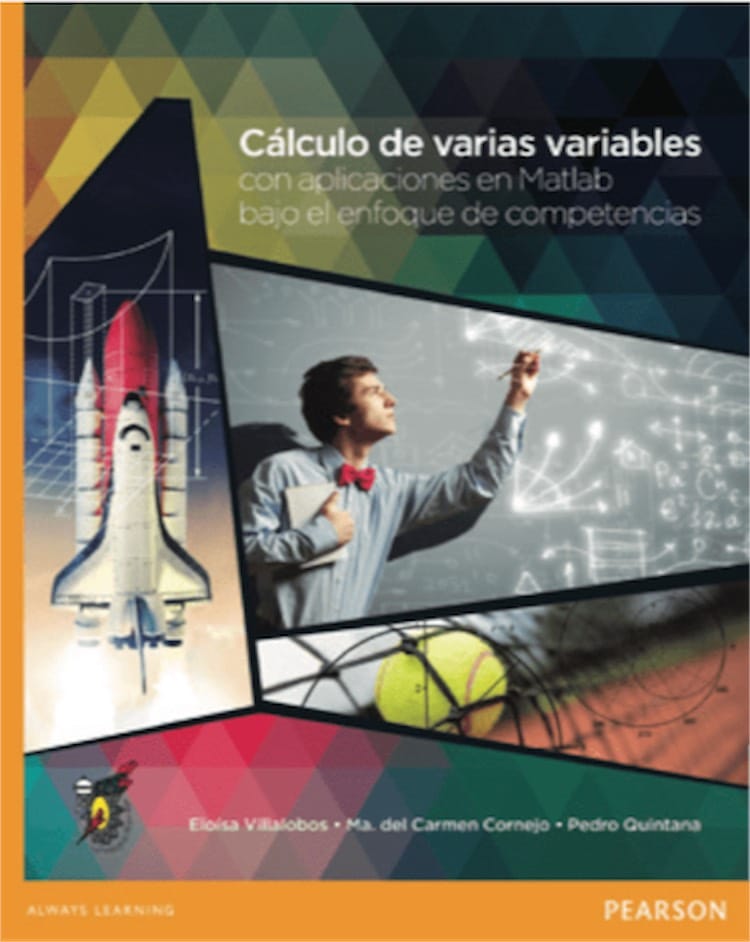 Cálculo de varias variables
con aplicaciones en Matlab
bajo el enfoque de competencias
Eloísa Villalobos • Ma. del Carmen Cornejo • Pedro Quintana
ALWAYS LEARNING
PEARSON